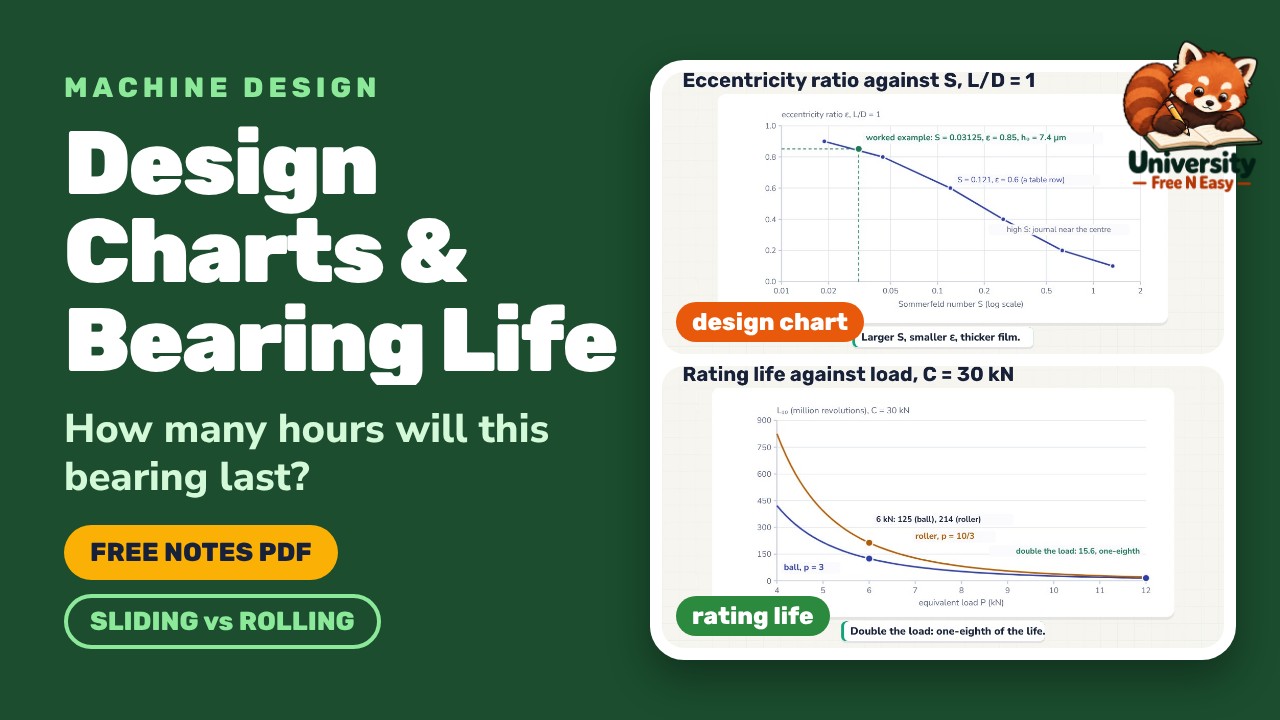 MACHINE DESIGN
Design
Charts &
Bearing Life
How many hours will this
bearing last?
FREE NOTES PDF
SLIDING vs ROLLING
Eccentricity ratio against S, L/D = 1
eccentricity ratio ε, L/D = 1
1.0
worked example: S = 0.03125, ε = 0.85, h₀ = 7.4 μm
0.8
S = 0.121, ε = 0.6 (a table row)
0.6
0.4
high S: journal near the centre
0.2
0.0
0.01 0.02 0.05 0.1 0.2 0.5 1 2
Sommerfeld number S (log scale)
design chart
Larger S, smaller ε, thicker film.
University
Free N Easy
Rating life against load, C = 30 kN
L₁₀ (million revolutions), C = 30 kN
900
750
600
450
6 kN: 125 (ball), 214 (roller)
300
roller, p = 10/3
double the load: 15.6, one-eighth
150
ball, p = 3
0
4 5 6 7 8 9 10 11 12
equivalent load P (kN)
rating life
Double the load: one-eighth of the life.